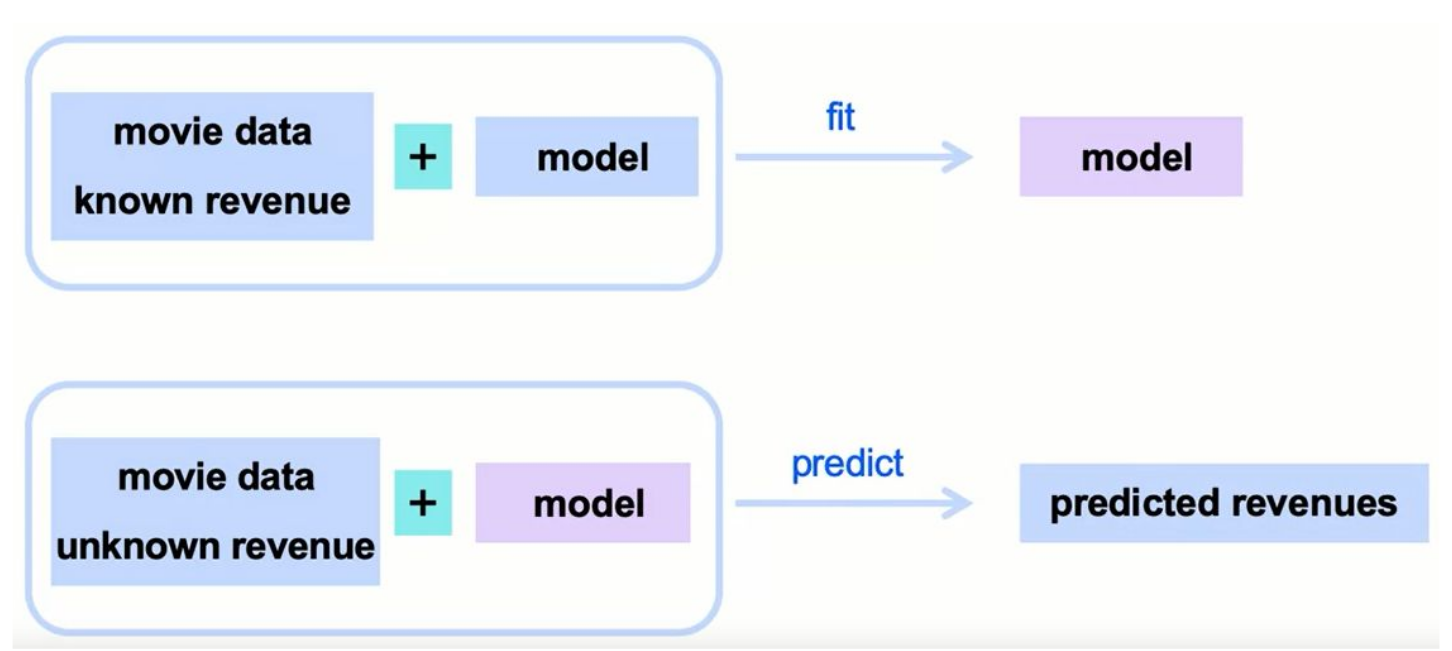 movie data
known revenue
+
model
fit
model
movie data
unknown revenue
+
model
predict
predicted revenues